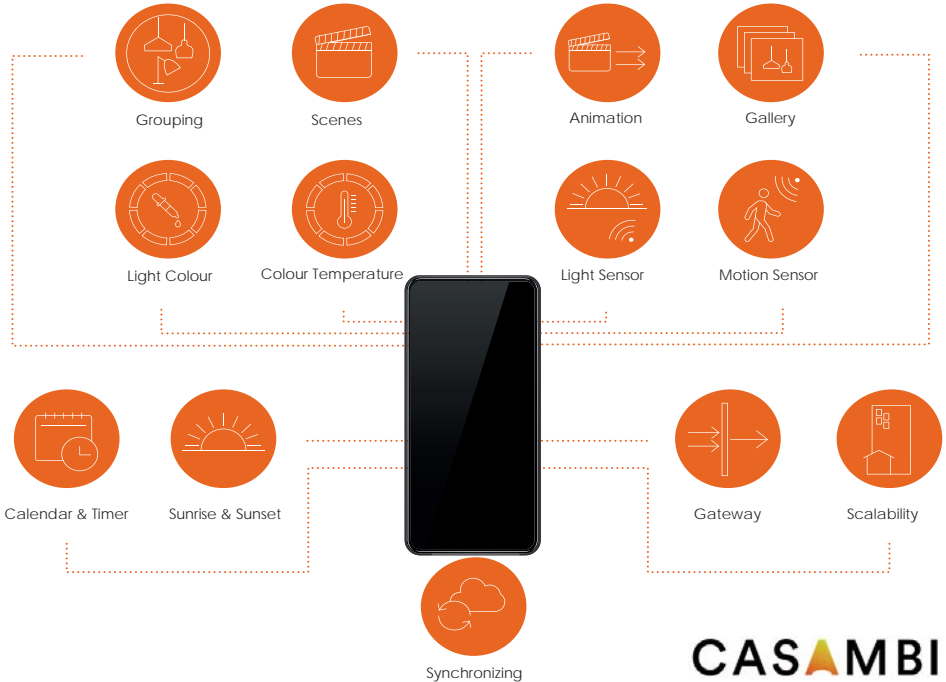 Grouping
Scenes
Animation
Gallery
Light Colour
Colour Temperature
Light Sensor
Motion Sensor
Calendar & Timer
Sunrise & Sunset
Gateway
Scalability
Synchronizing
CASAMBI